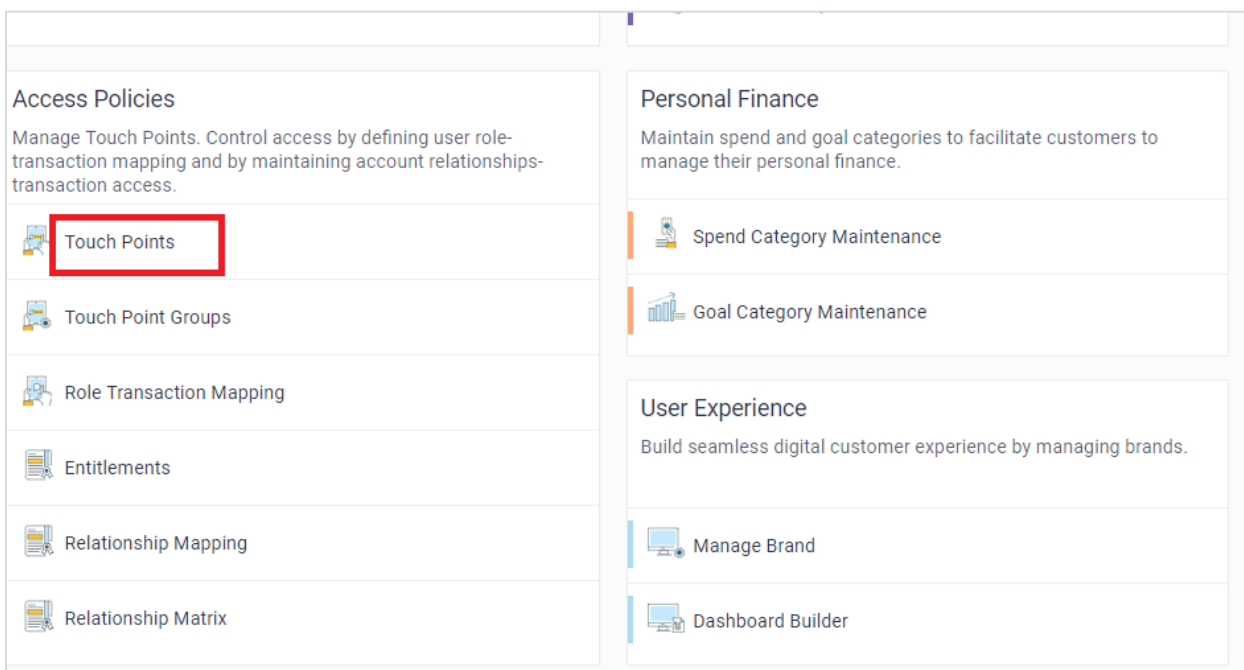 Access Policies
Manage Touch Points. Control access by defining user role-
transaction mapping and by maintaining account relationships-
transaction access.
Touch Points
Touch Point Groups
Role Transaction Mapping
Entitlements
Relationship Mapping
Relationship Matrix
Personal Finance
Maintain spend and goal categories to facilitate customers to
manage their personal finance.
Spend Category Maintenance
Goal Category Maintenance
User Experience
Build seamless digital customer experience by managing brands.
Manage Brand
Dashboard Builder